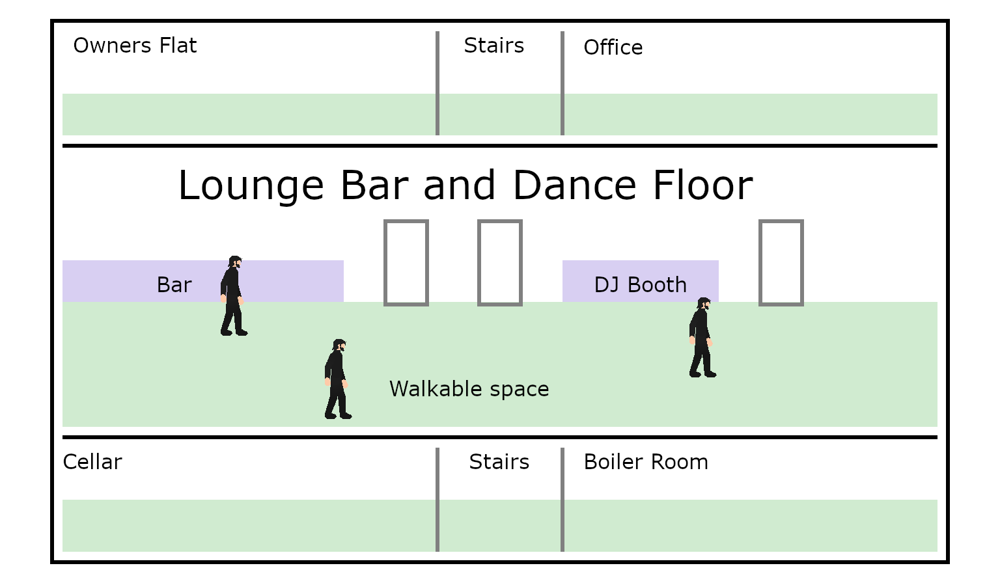 Owners Flat
Stairs
Office
Lounge Bar and Dance Floor
Bar
DJ Booth
Walkable space
Cellar
Stairs
Boiler Room